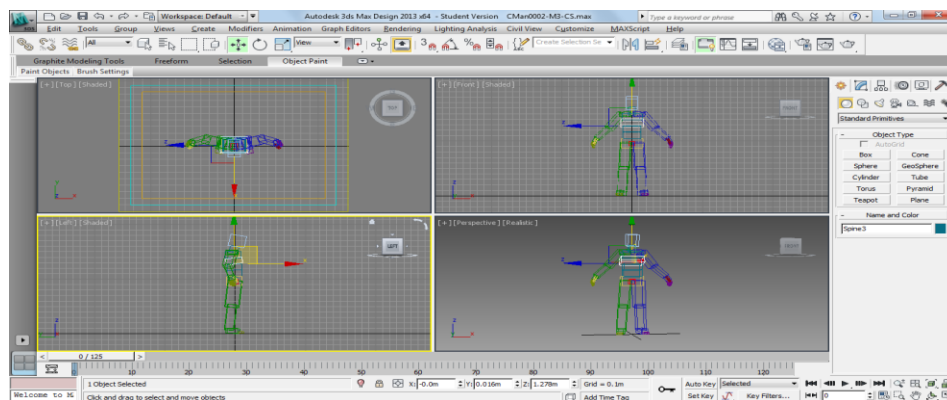 Workspace: Default
Autodesk 3ds Max Design 2013 x64 - Student Version CMan0002-M3-CS.max
Type a keyword or phrase
Edit Tools Group Views Create Modifiers Animation Graph Editors Rendering Lighting Analysis Civil View Customize MAXScript Help
All View 3 Create Selection Se
Graphite Modeling Tools Freeform Selection Object Paint
Paint Objects Brush Settings
[+][Top][Shaded] [+][Front][Shaded]
TOP FRONT
Standard Primitives
- Object Type
AutoGrid
Box Cone
Sphere GeoSphere
Cylinder Tube
Torus Pyramid
Teapot Plane
- Name and Color
Spine3
[+][Left][Shaded] [+][Perspective][Realistic]
LEFT
< 0 / 125 >
0 10 20 30 40 50 60 70 80 90 100 110 120
1 Object Selected X: -0.0m Y: 0.016m Z: 1.278m Grid = 0.1m Auto Key Selected
Welcome to M Click and drag to select and move objects Add Time Tag Set Key Key Filters... 0